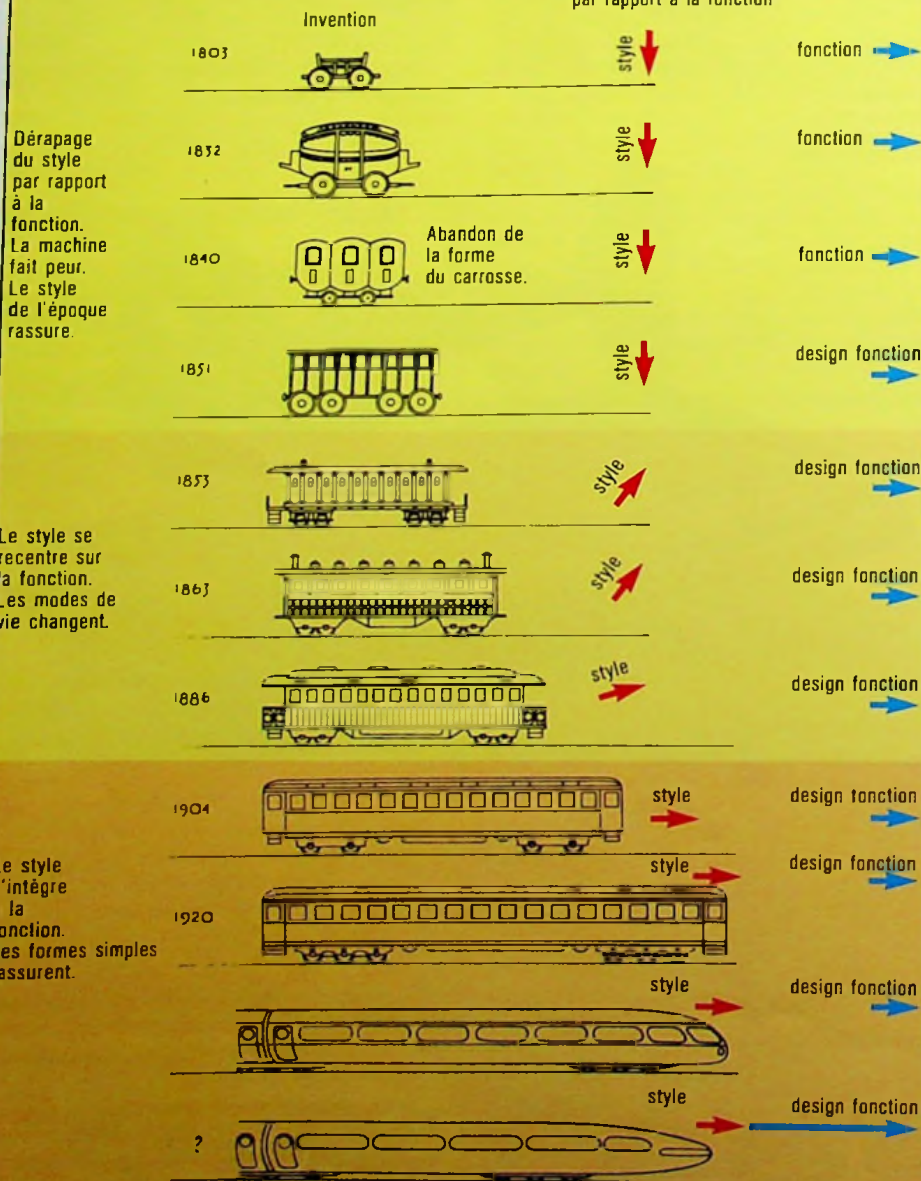 par rapport à la fonction
Invention
1803
style
fonction
Dérapage
du style
par rapport
à la
fonction.
La machine
fait peur.
Le style
de l'époque
rassure.
1832
style
fonction
1840
Abandon de
la forme
du carrosse.
style
fonction
1851
style
design fonction
1853
style
design fonction
Le style se
recentre sur
la fonction.
Les modes de
vie changent.
1863
style
design fonction
1886
style
design fonction
1904
style
design fonction
Le style
s'intègre
à la
fonction.
Les formes simples
rassurent.
1920
style
design fonction
style
design fonction
?
style
design fonction